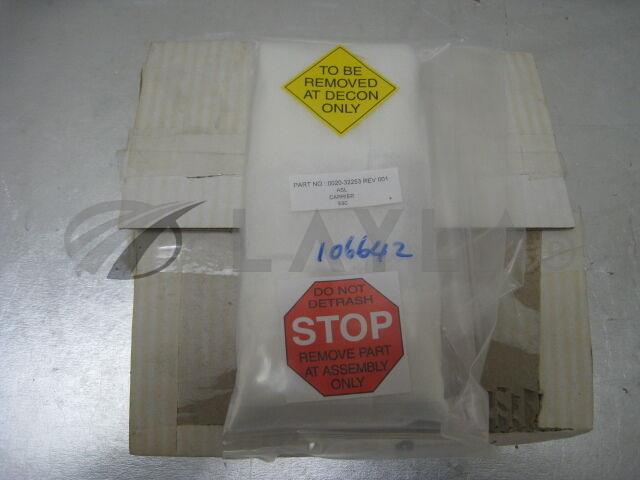 TO BE
REMOVED
AT DECON
ONLY
PART NO : 0020-32253 REV 001
ASL
CARRIER
106642
DO NOT
DETRASH
STOP
REMOVE PART
AT ASSEMBLY
ONLY